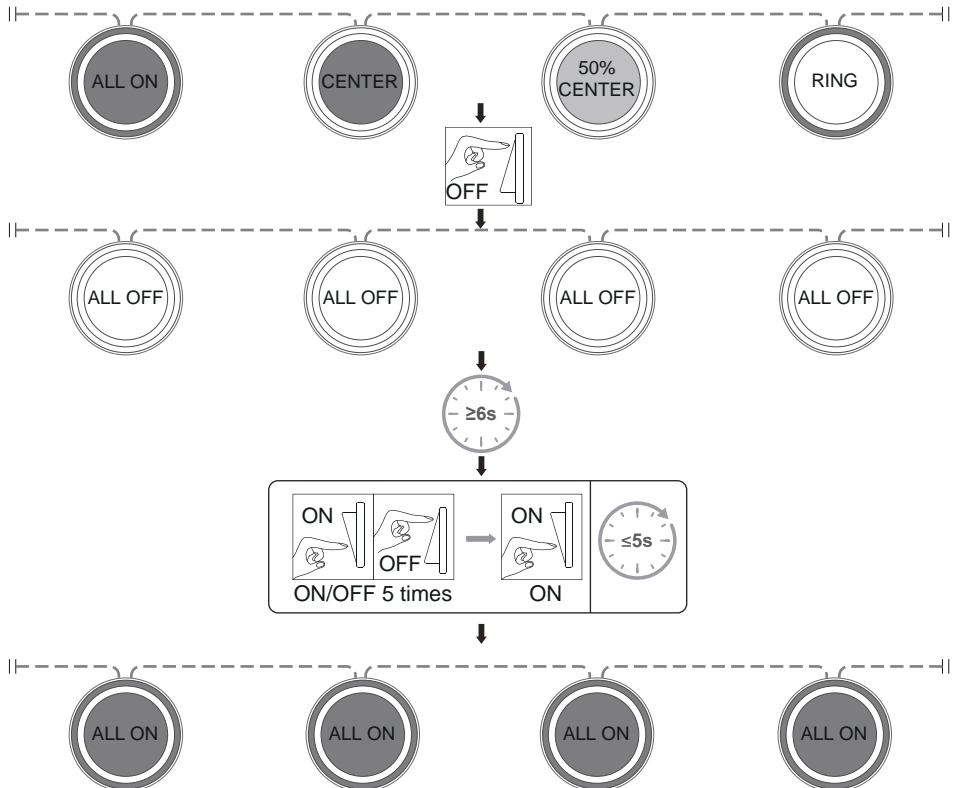 ALL ON
CENTER
50%
CENTER
RING
OFF
ALL OFF
ALL OFF
ALL OFF
ALL OFF
≥6s
ON
OFF
ON
≤5s
ON/OFF 5 times
ON
ALL ON
ALL ON
ALL ON
ALL ON